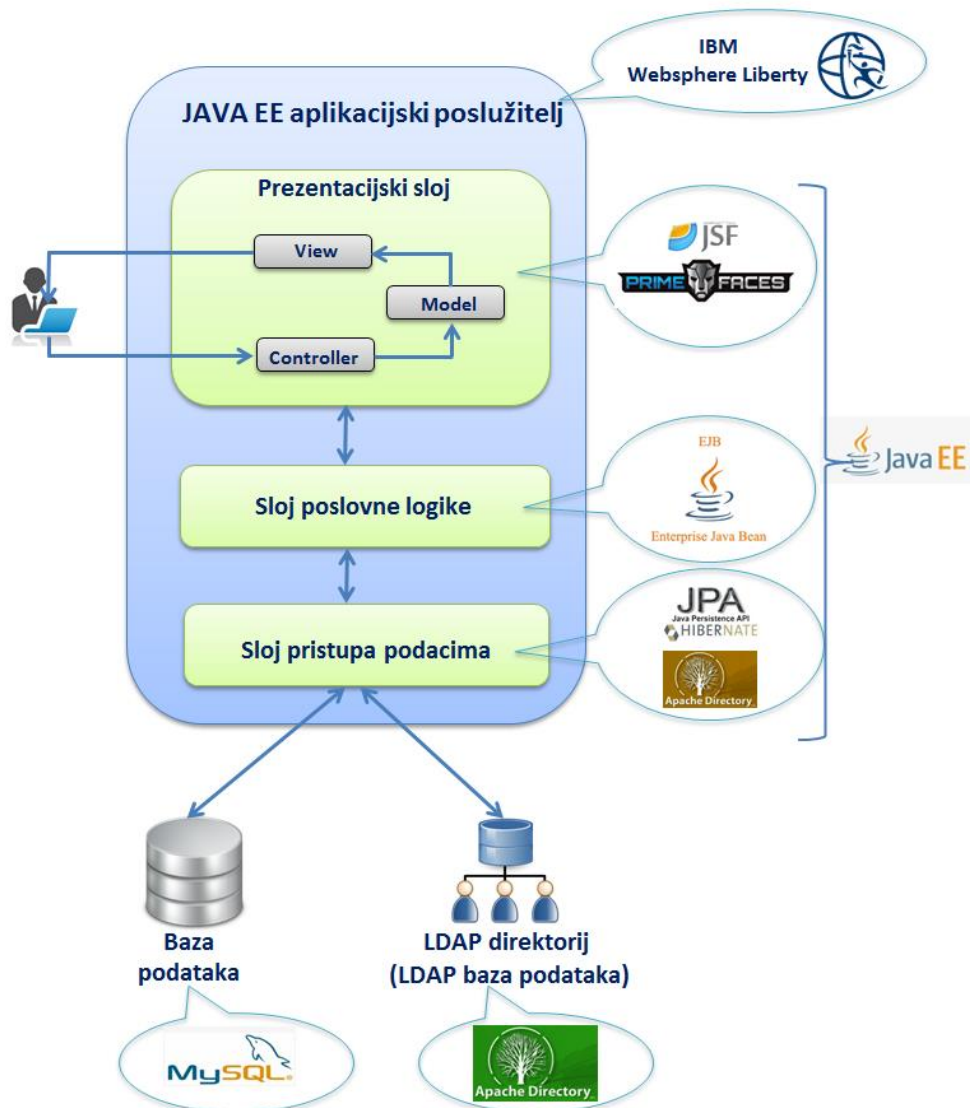 IBM
Websphere Liberty
JAVA EE aplikacijski poslužitelj
Prezentacijski sloj
View
Model
Controller
JSF
PRIME FACES
Sloj poslovne logike
EJB
Enterprise Java Bean
Java EE
Sloj pristupa podacima
JPA
Java Persistence API
HIBERNATE
Apache Directory
Baza
podataka
LDAP direktorij
(LDAP baza podataka)
MySQL
Apache Directory